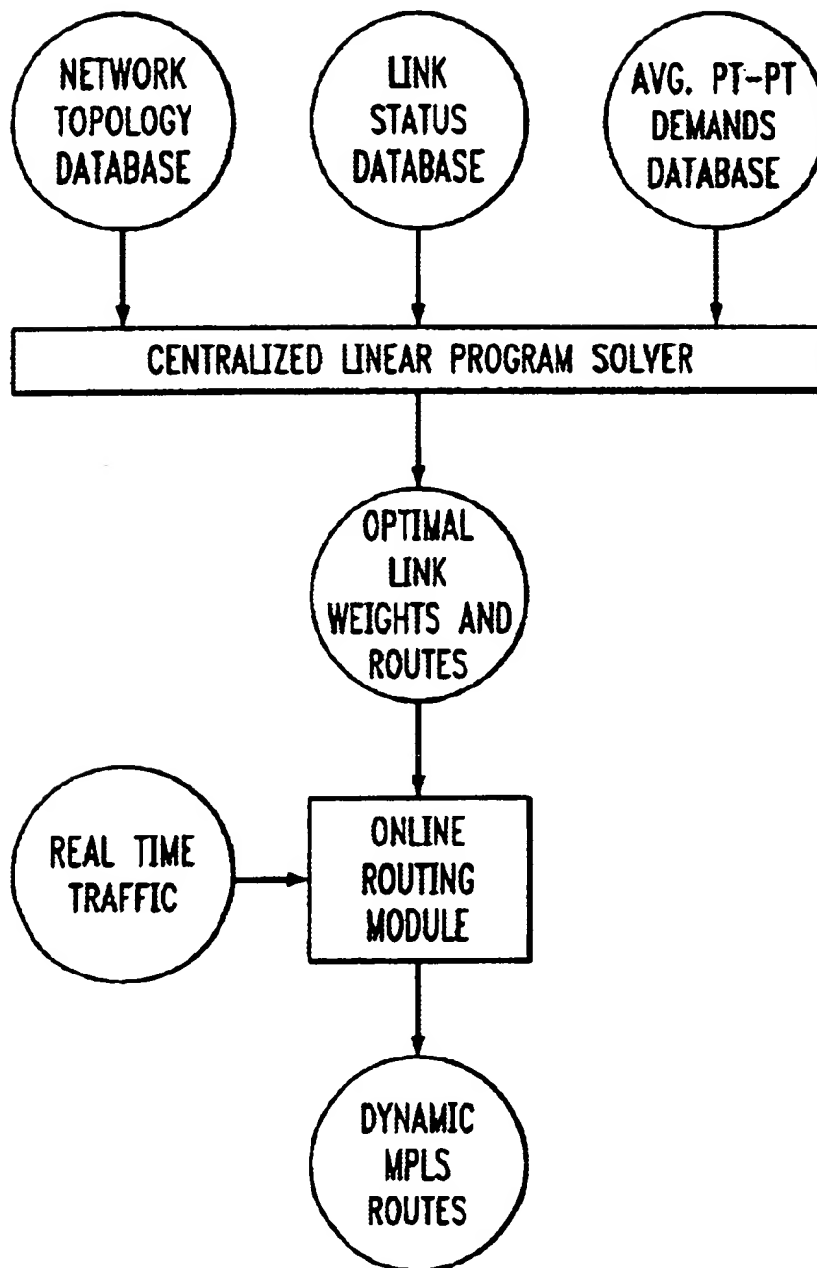 NETWORK
TOPOLOGY
DATABASE
LINK
STATUS
DATABASE
AVG. PT-PT
DEMANDS
DATABASE
CENTRALIZED LINEAR PROGRAM SOLVER
OPTIMAL
LINK
WEIGHTS AND
ROUTES
REAL TIME
TRAFFIC
ONLINE
ROUTING
MODULE
DYNAMIC
MPLS
ROUTES